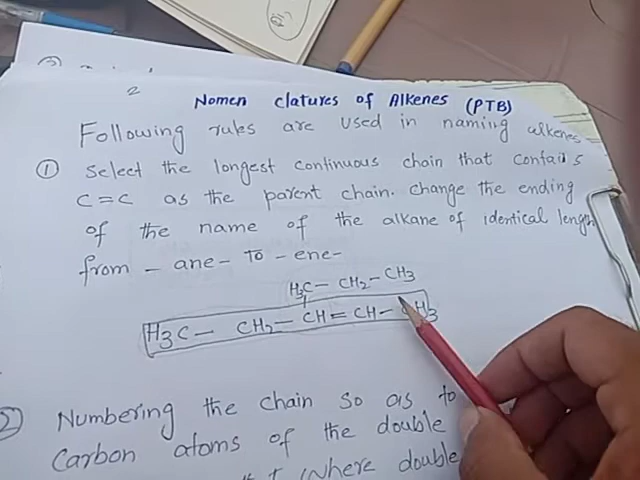 2
Nomen clatures of Alkenes (PTB)
Following rules are used in naming alkenes
① Select the longest continuous chain that contains
C=C as the parent chain. change the ending
of the name of the alkane of identical length
from - ane - TO - ene -
H3C - CH2 - CH3
H3C - CH2 - CH = CH - CH3
② Numbering the chain so as to
Carbon atoms of the double
where double